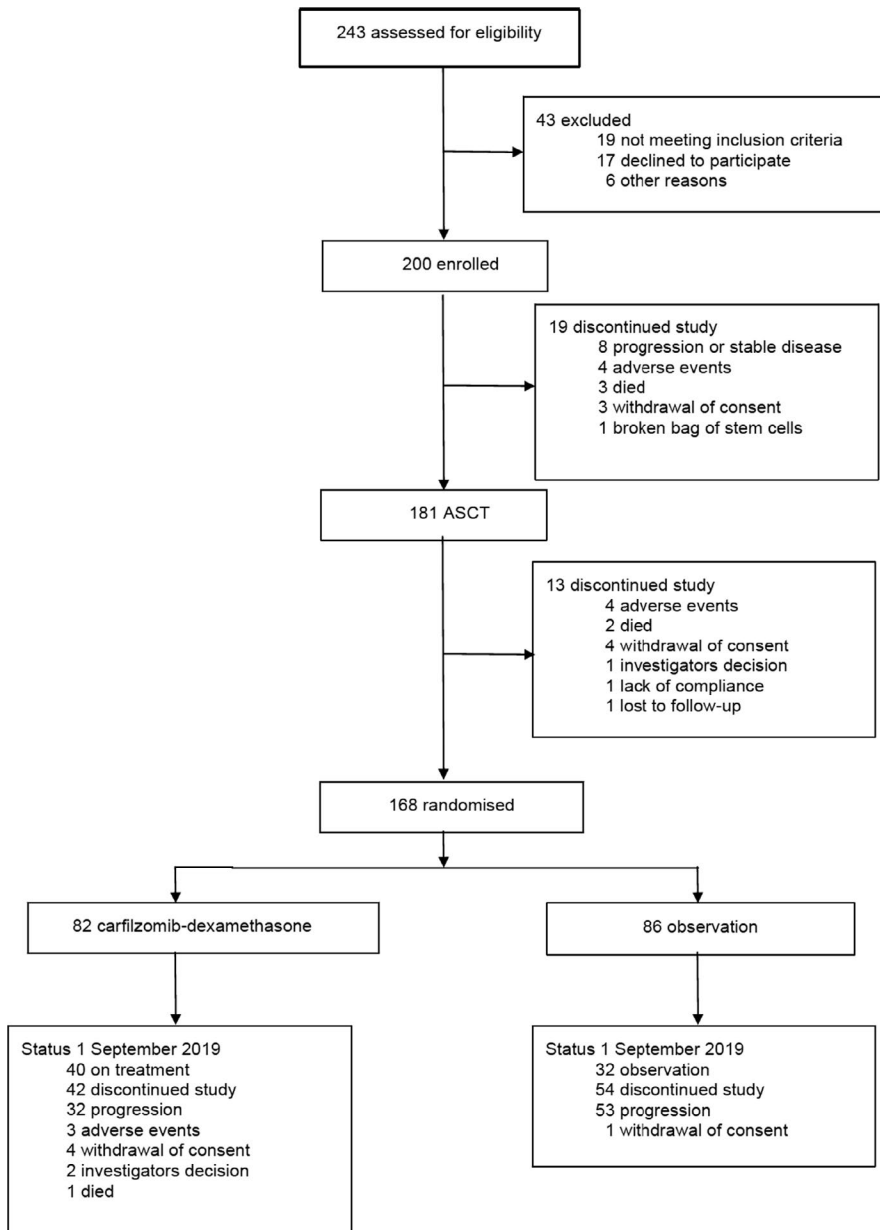 243 assessed for eligibility
43 excluded
19 not meeting inclusion criteria
17 declined to participate
6 other reasons
200 enrolled
19 discontinued study
8 progression or stable disease
4 adverse events
3 died
3 withdrawal of consent
1 broken bag of stem cells
181 ASCT
13 discontinued study
4 adverse events
2 died
4 withdrawal of consent
1 investigators decision
1 lack of compliance
1 lost to follow-up
168 randomised
82 carfilzomib-dexamethasone
86 observation
Status 1 September 2019
40 on treatment
42 discontinued study
32 progression
3 adverse events
4 withdrawal of consent
2 investigators decision
1 died
Status 1 September 2019
32 observation
54 discontinued study
53 progression
1 withdrawal of consent